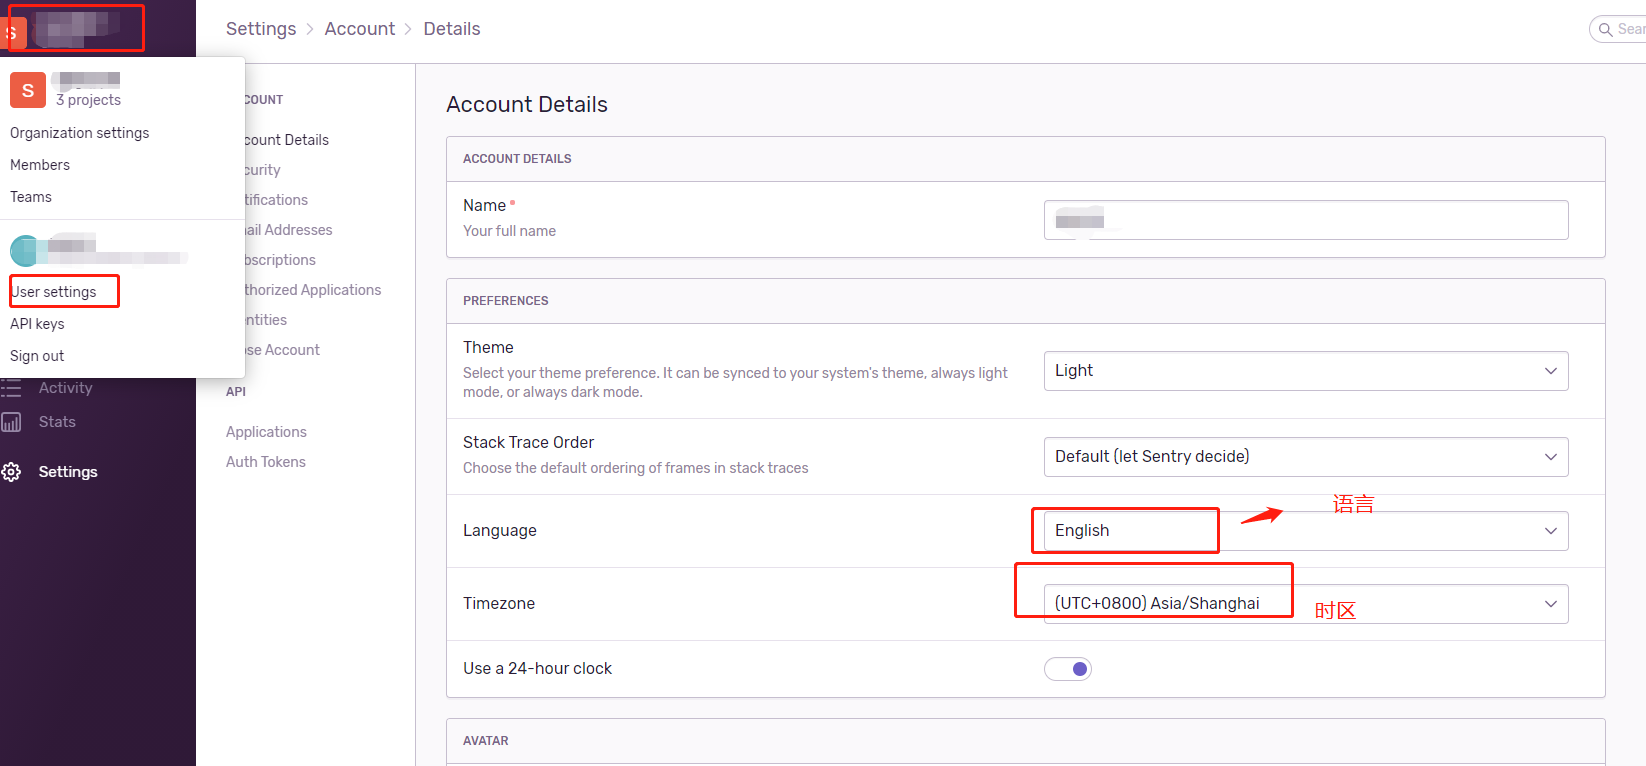 S
Settings > Account > Details
Sear
S
3 projects
Organization settings
Members
Teams
User settings
API keys
Sign out
Activity
Stats
Settings
COUNT
count Details
curity
tifications
ail Addresses
bscriptions
thorized Applications
entities
ose Account
API
Applications
Auth Tokens
Account Details
ACCOUNT DETAILS
Name *
Your full name
PREFERENCES
Theme
Select your theme preference. It can be synced to your system's theme, always light
mode, or always dark mode.
Light
Stack Trace Order
Choose the default ordering of frames in stack traces
Default (let Sentry decide)
Language
English
语言
Timezone
(UTC+0800) Asia/Shanghai
时区
Use a 24-hour clock
AVATAR